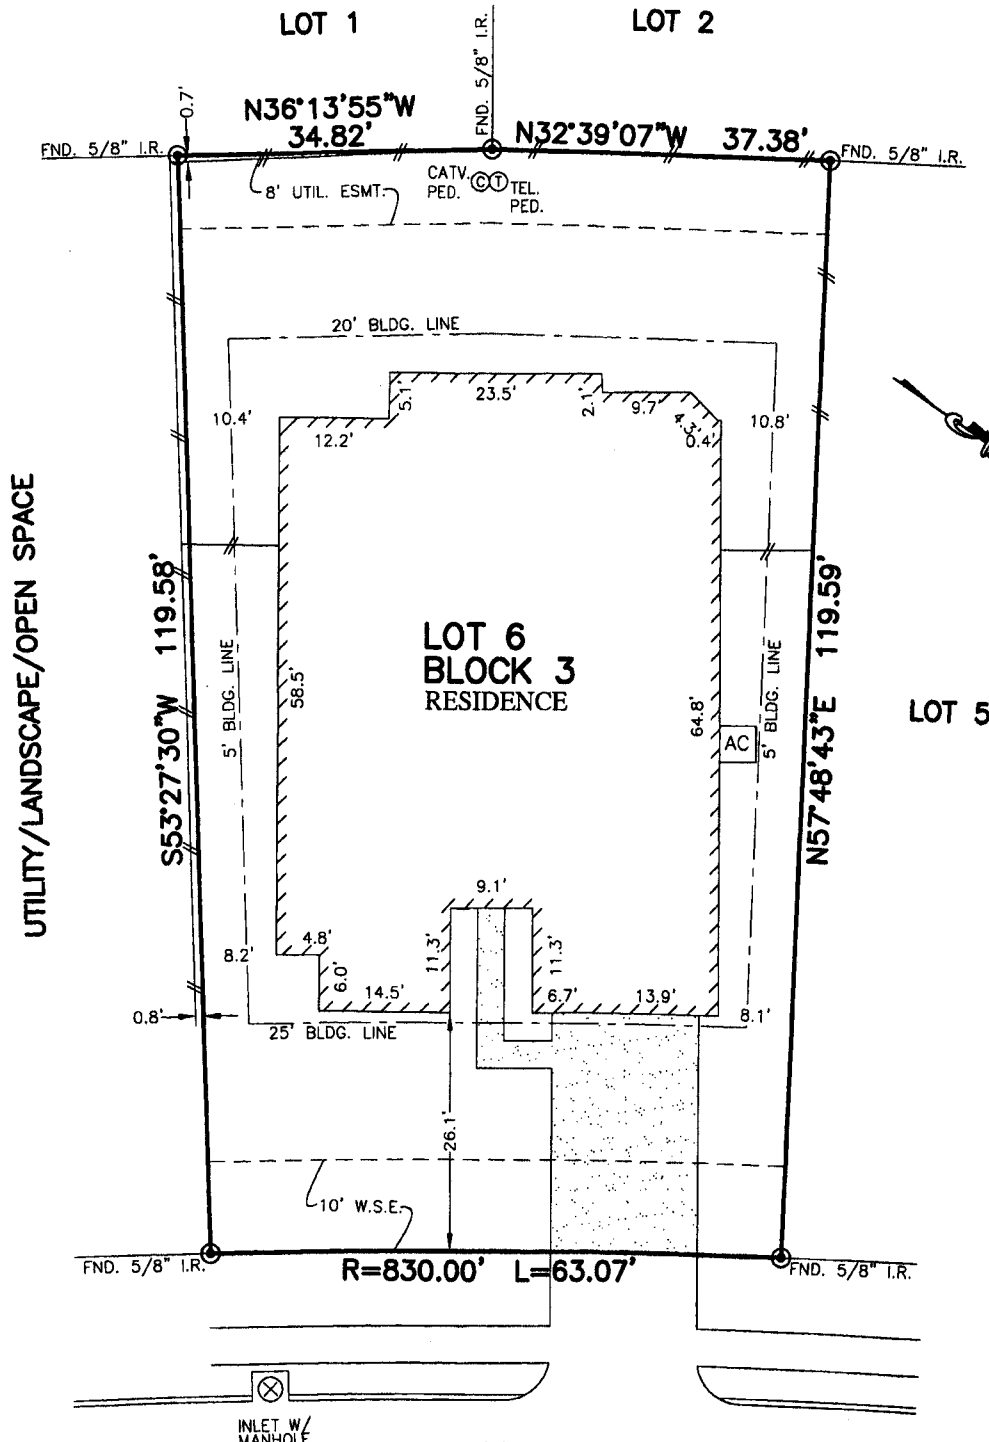 LOT 1
LOT 2
FND. 5/8" I.R.
0.7'
N36°13'55"W
34.82'
N32°39'07"W 37.38'
FND. 5/8" I.R.
FND. 5/8" I.R.
CATV.
PED.
C T
TEL.
PED.
8' UTIL. ESMT.
20' BLDG. LINE
5.1'
23.5'
2.1'
9.7'
4.3'
0.4'
10.4'
12.2'
10.8'
UTILITY/LANDSCAPE/OPEN SPACE
S53°27'30"W 119.58'
5' BLDG. LINE
58.5'
LOT 6
BLOCK 3
RESIDENCE
64.8'
AC
5' BLDG. LINE
N57°48'43"E 119.59'
LOT 5
9.1'
4.8'
8.2'
6.0'
11.3'
11.3'
14.5'
6.7'
13.9'
8.1'
0.8'
25' BLDG. LINE
26.1'
10' W.S.E.
FND. 5/8" I.R.
R=830.00' L=63.07'
FND. 5/8" I.R.
INLET W/
MANHOLE